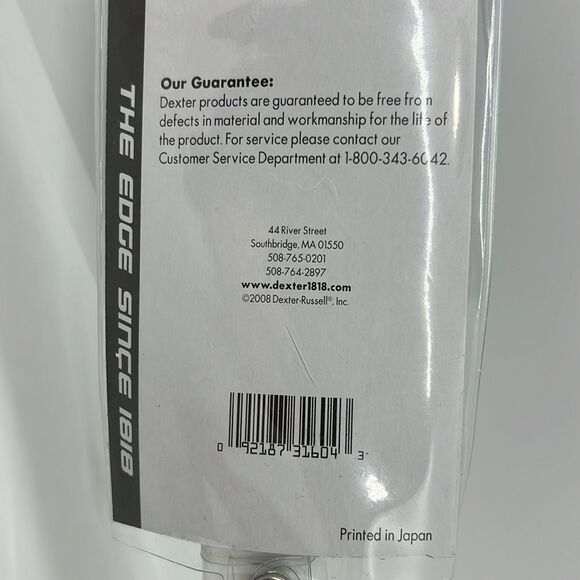 Our Guarantee:
Dexter products are guaranteed to be free from
defects in material and workmanship for the life of
the product. For service please contact our
Customer Service Department at 1-800-343-6042.
44 River Street
Southbridge, MA 01550
508-765-0201
508-764-2897
www.dexter1818.com
©2008 Dexter-Russell®, Inc.
0 92187 31604 3
Printed in Japan
THE EDGE SINCE 1818